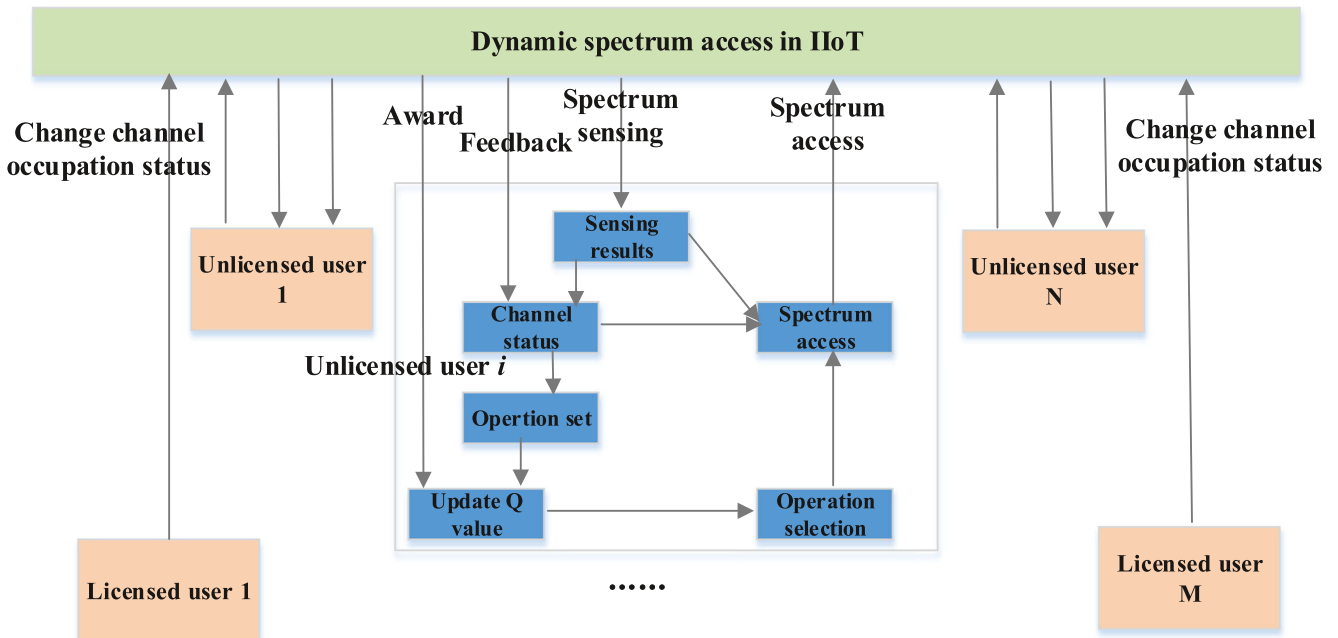 Dynamic spectrum access in IIoT
Change channel
occupation status
Award
Feedback
Spectrum
sensing
Spectrum
access
Change channel
occupation status
Unlicensed user
1
Sensing
results
Unlicensed user
N
Channel
status
Spectrum
access
Unlicensed user i
Opertion set
Update Q
value
Operation
selection
Licensed user 1
......
Licensed user
M